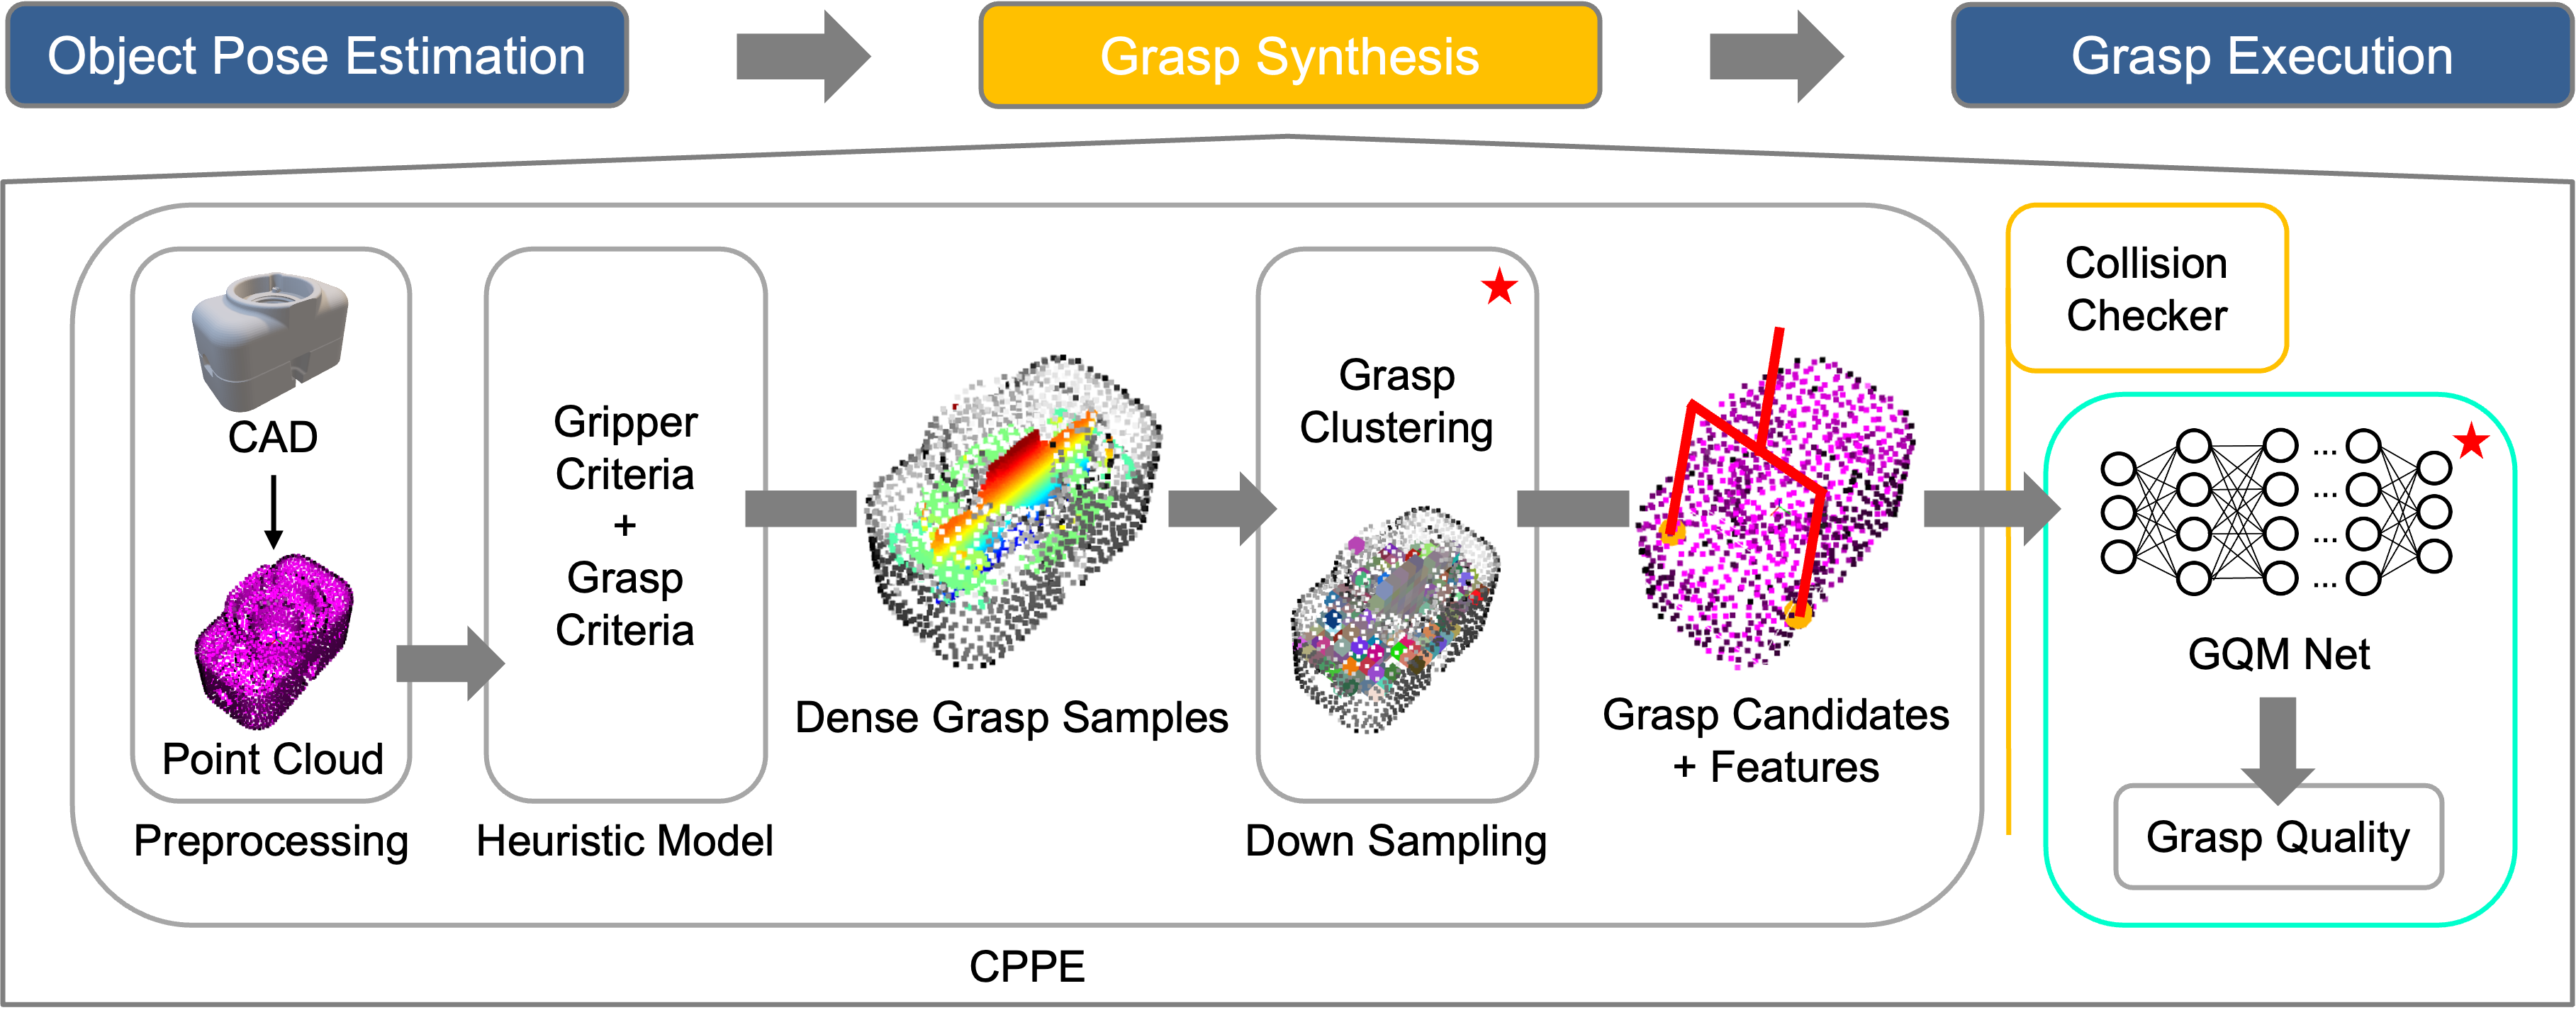 Object Pose Estimation
Grasp Synthesis
Grasp Execution
CAD
Point Cloud
Preprocessing
Gripper
Criteria
+
Grasp
Criteria
Heuristic Model
Dense Grasp Samples
Grasp
Clustering
Down Sampling
Grasp Candidates
+ Features
Collision
Checker
...
...
...
...
GQM Net
Grasp Quality
CPPE